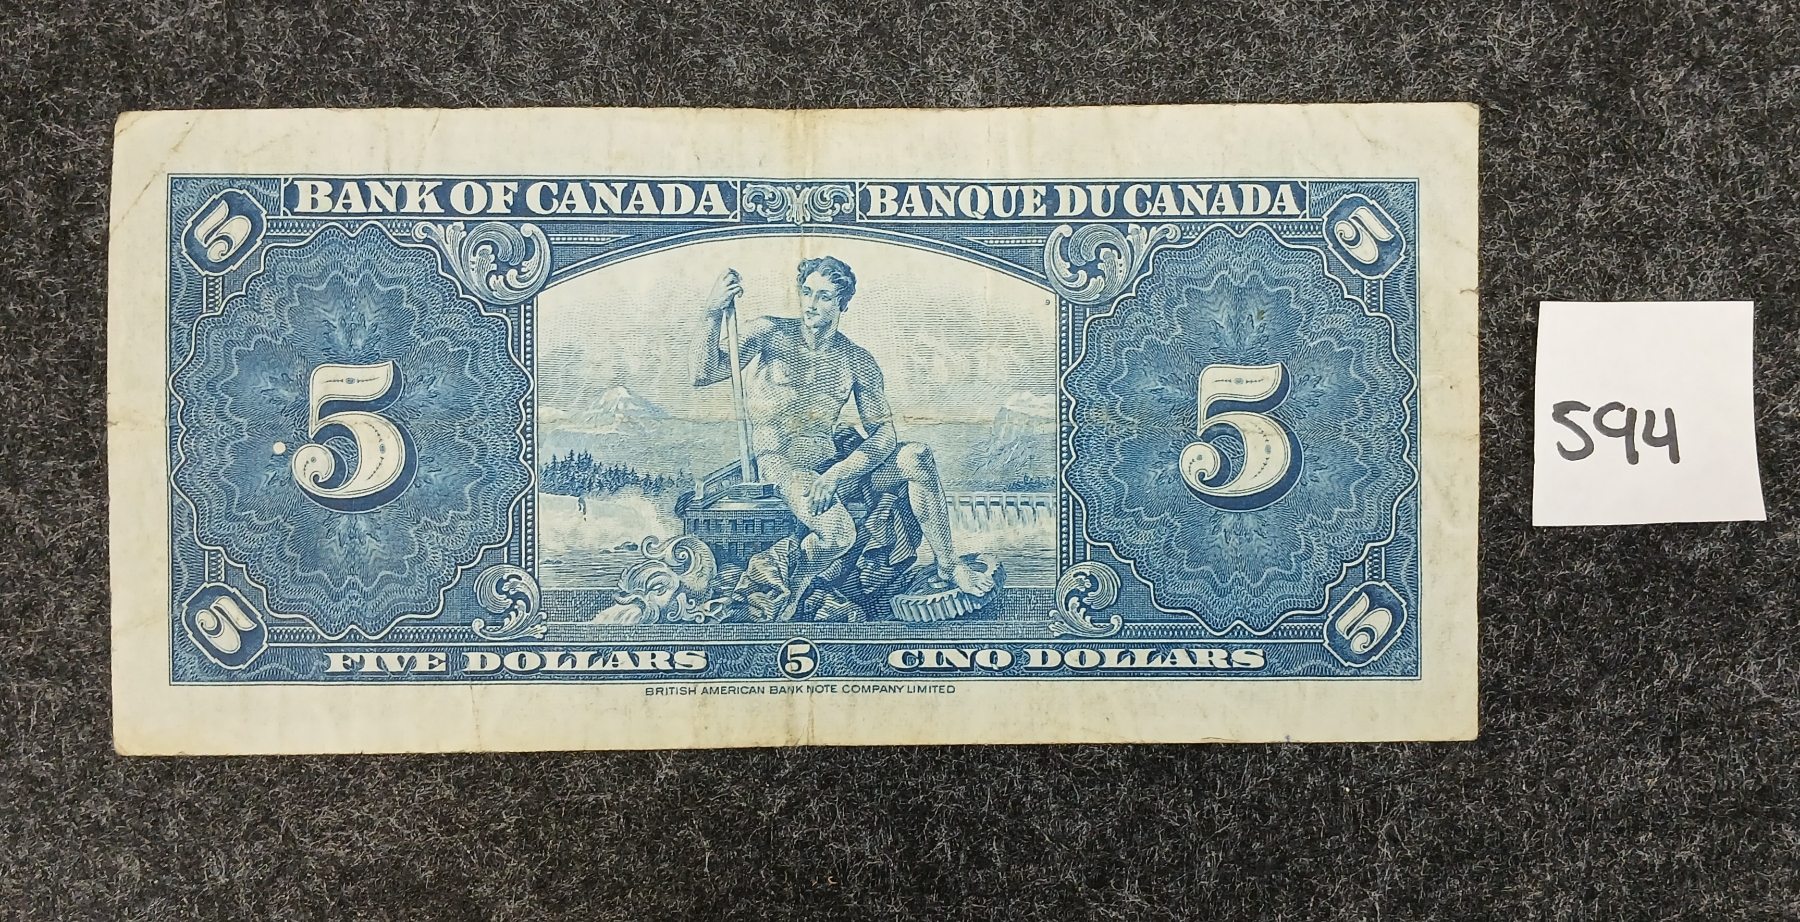 BANK OF CANADA BANQUE DU CANADA
5 5
5 5
594
5 5
FIVE DOLLARS 5 CINQ DOLLARS
BRITISH AMERICAN BANK NOTE COMPANY LIMITED